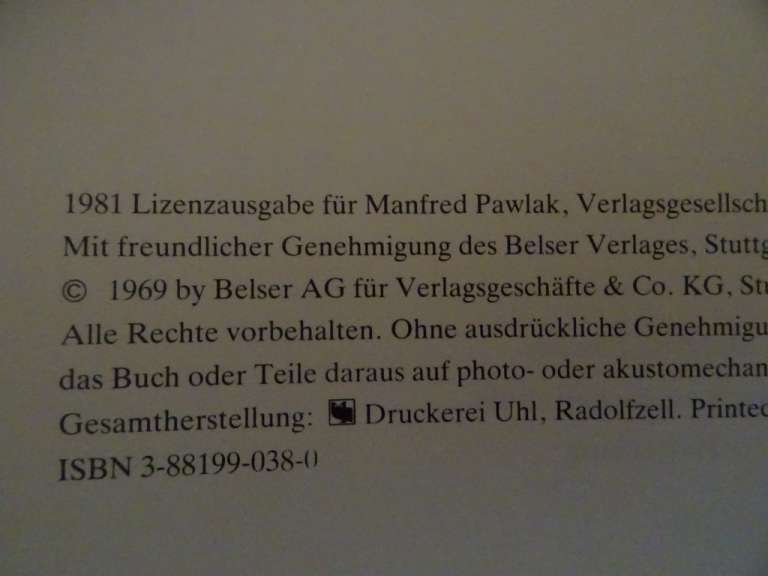 1981 Lizenzausgabe für Manfred Pawlak, Verlagsgesellsch
Mit freundlicher Genehmigung des Belser Verlages, Stuttg
© 1969 by Belser AG für Verlagsgeschäfte & Co. KG, Stu
Alle Rechte vorbehalten. Ohne ausdrückliche Genehmigu
das Buch oder Teile daraus auf photo- oder akustomechan
Gesamtherstellung: Druckerei Uhl, Radolfzell. Printed
ISBN 3-88199-038-0